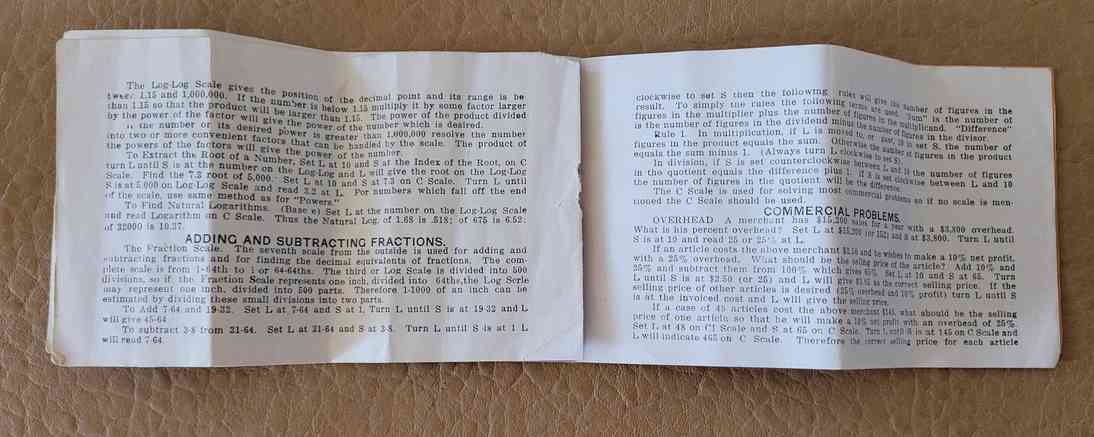 The Log-Log Scale gives the position of the decimal point and its range is be
tween 1.15 and 1,000,000. If the number is below 1.15 multiply it by some factor larger
than 1.15 so that the product will be larger than 1.15. The power of the product divided
by the power of the factor will give the power of the number which is desired.
If the number or its desired power is greater than 1,000,000 resolve the number
into two or more convenient factors that can be handled by the scale. The product of
the powers of the factors will give the power of the number.
To Extract the Root of a Number, Set L at 10 and S at the Index of the Root, on C
turn L until S is at the number on the Log-Log and L will give the root on the Log-Log
Scale. Find the 7.3 root of 5,000. Set L at 10 and S at 7.3 on C Scale. Turn L until
S is at 5,000 on Log-Log Scale and read 3.2 at L. For numbers which fall off the end
of the scale, use same method as for "Powers."
To Find Natural Logarithms. (Base e) Set L at the number on the Log-Log Scale
and read Logarithm on C Scale. Thus the Natural Log. of 1.68 is .518; of 675 is 6.52;
of 32000 is 10.37.
ADDING AND SUBTRACTING FRACTIONS.
The Fraction Scale. The seventh scale from the outside is used for adding and
subtracting fractions and for finding the decimal equivalents of fractions. The com-
plete scale is from 1-64th to 1 or 64-64ths. The third or Log Scale is divided into 500
divisions, so if the Fraction Scale represents one inch, divided into 64ths, the Log Scrle
may represent one inch, divided into 500 parts. Therefore 1-1000 of an inch can be
estimated by dividing these small divisions into two parts.
To Add 7-64 and 19-32. Set L at 7-64 and S at 1, Turn L until S is at 19-32 and L
will give 45-64
To subtract 3-8 from 31-64. Set L at 31-64 and S at 3-8. Turn L until S is at 1 L
will read 7-64.
clockwise to set S then the following rules will give the number of figures in the
result. To simply the rules the following terms are used. "Sum" is the number of
figures in the multiplier plus the number of figures in the multiplicand. "Difference"
is the number of figures in the dividend minus the number of figures in the divisor.
Rule 1. In multiplication, if L is moved to, or past, 10 to set S, the number of
figures in the product equals the sum. Otherwise the number of figures in the product
equals the sum minus 1. (Always turn L clockwise to set S).
In division, if S is set counterclockwise between L and 10 the number of figures
in the quotient equals the difference plus 1. If S is set clockwise between L and 10
the number of figures in the quotient will be the difference.
The C Scale is used for solving most commercial problems so if no scale is men-
tioned the C Scale should be used.
COMMERCIAL PROBLEMS.
OVERHEAD A merchant has $15,200 sales for a year with a $3,800 overhead.
What is his percent overhead? Set L at $15,200 (or 152) and S at $3,800. Turn L until
S is at 10 and read 25 or 25% at L.
If an article costs the above merchant $1.50 and he wishes to make a 10% net profit.
with a 25% overhead. What should be the selling price of the article? Add 10% and
25% and subtract them from 100% which gives 65%. Set L at 10 and S at 65. Turn
L until S is at $2.50 (or 25) and L will give the correct selling price. If the
selling price of other articles is desired (25% overhead and 10% profit) turn L until S
is at the invoiced cost and L will give the selling price.
If a case of 48 articles cost the above merchant $145, what should be the selling
price of one article so that he will make a 10% net profit with an overhead of 25%.
Set L at 48 on CI Scale and S at 65 on C Scale. Turn L until S is at 145 on C Scale and
L will indicate 465 on C Scale. Therefore the correct selling price for each article